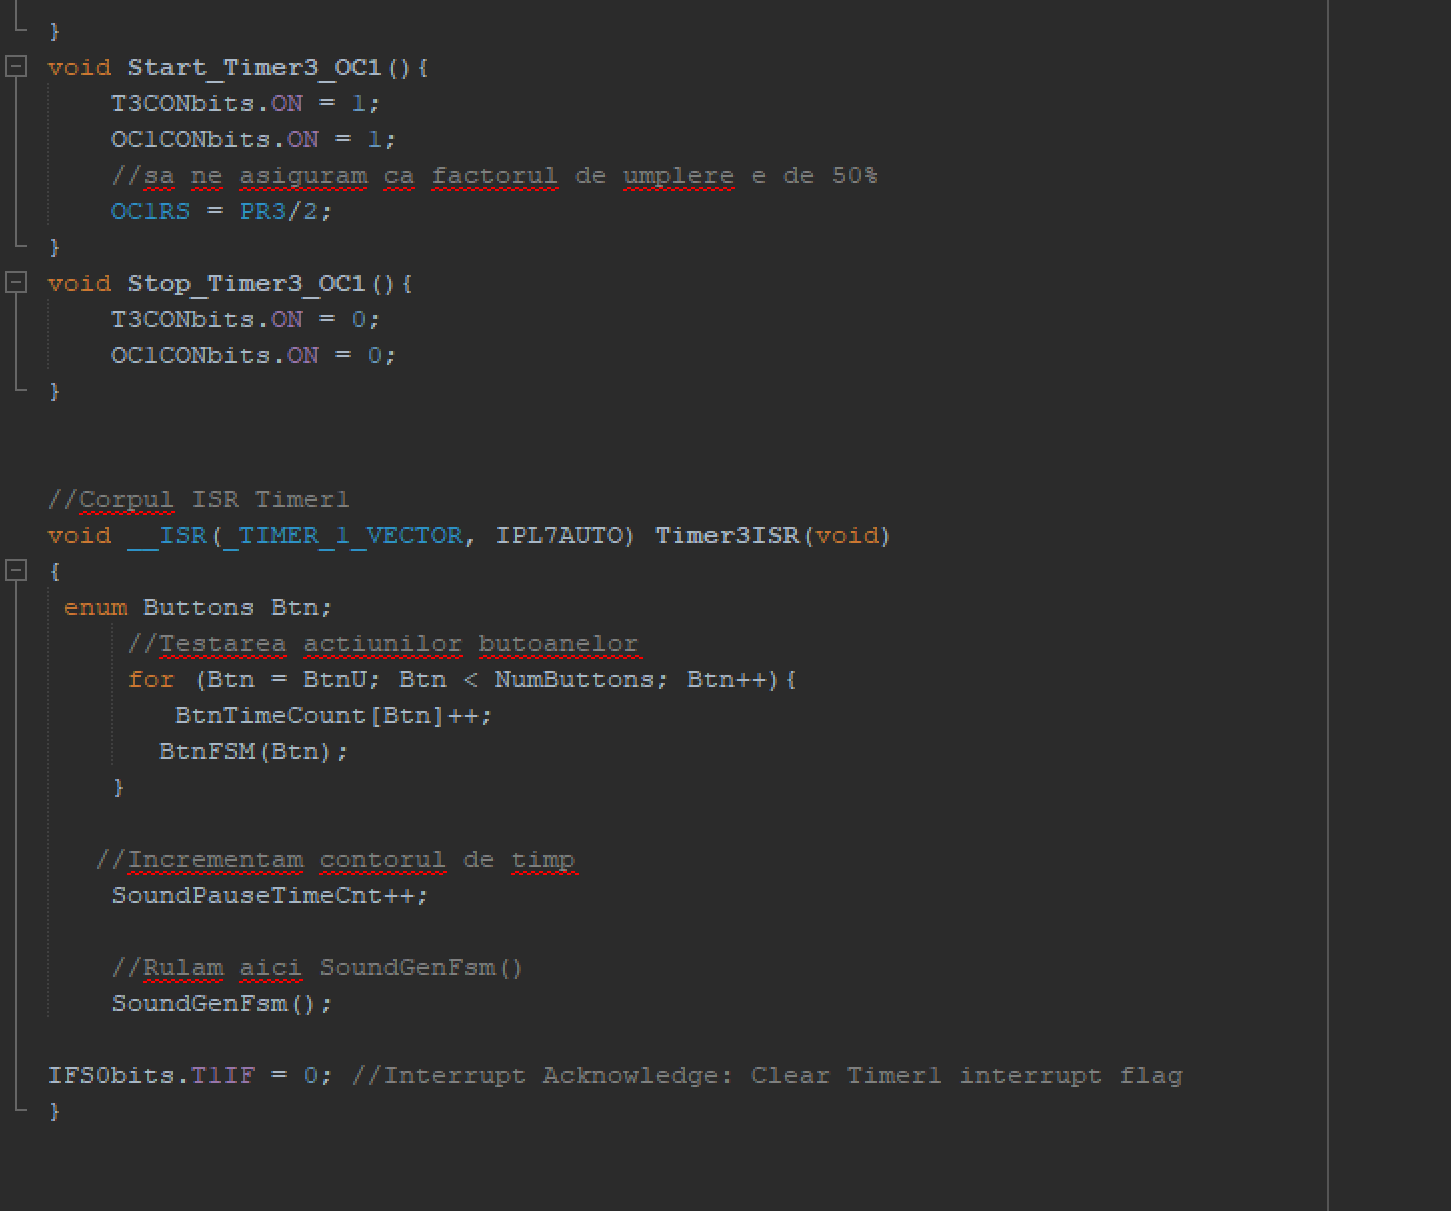 }
void Start_Timer3_OC1(){
T3CONbits.ON = 1;
OC1CONbits.ON = 1;
//sa ne asiguram ca factorul de umplere e de 50%
OC1RS = PR3/2;
}
void Stop_Timer3_OC1(){
T3CONbits.ON = 0;
OC1CONbits.ON = 0;
}
//Corpul ISR Timer1
void __ISR(_TIMER_1_VECTOR, IPL7AUTO) Timer3ISR(void)
{
enum Buttons Btn;
//Testarea actiunilor butoanelor
for (Btn = BtnU; Btn < NumButtons; Btn++){
BtnTimeCount[Btn]++;
BtnFSM(Btn);
}
//Incrementam contorul de timp
SoundPauseTimeCnt++;
//Rulam aici SoundGenFsm()
SoundGenFsm();
IFS0bits.T1IF = 0; //Interrupt Acknowledge: Clear Timer1 interrupt flag
}